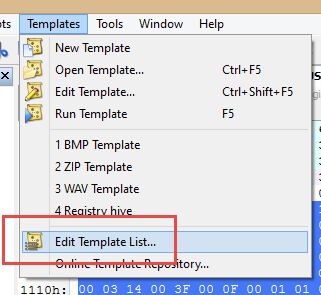 pts Templates Tools Window Help
New Template
Open Template... Ctrl+F5
Edit Template... Ctrl+Shift+F5
Run Template F5
1 BMP Template
2 ZIP Template
3 WAV Template
4 Registry hive
Edit Template List...
Online Template Repository...
1110h: 00 03 14 00 3F 00 0F 00 01 01